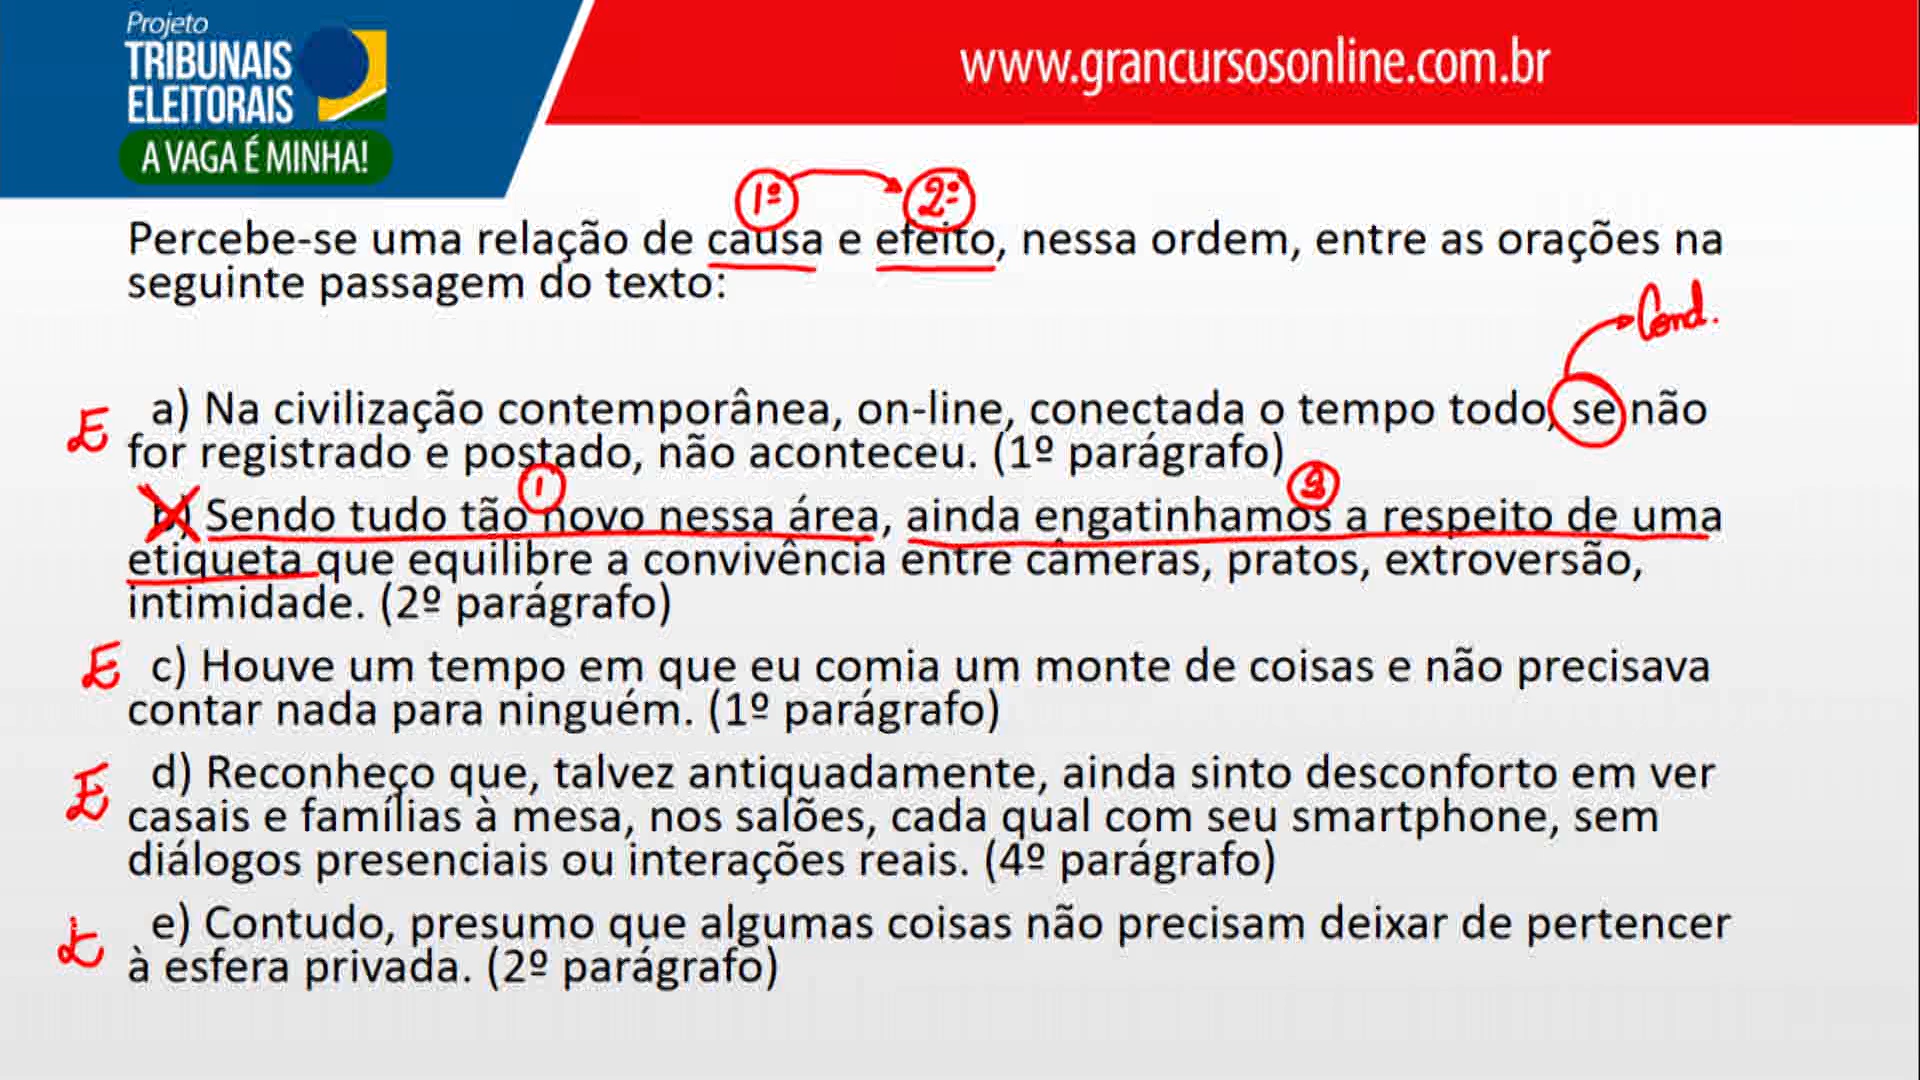 Projeto
TRIBUNAIS
ELEITORAIS
A VAGA É MINHA!
www.grancursosonline.com.br
1º 2º
Percebe-se uma relação de causa e efeito, nessa ordem, entre as orações na
seguinte passagem do texto:
Cond.
E a) Na civilização contemporânea, on-line, conectada o tempo todo, se não
for registrado e postado, não aconteceu. (1º parágrafo)
1 2
b) Sendo tudo tão novo nessa área, ainda engatinhamos a respeito de uma
etiqueta que equilibre a convivência entre câmeras, pratos, extroversão,
intimidade. (2º parágrafo)
E c) Houve um tempo em que eu comia um monte de coisas e não precisava
contar nada para ninguém. (1º parágrafo)
E d) Reconheço que, talvez antiquadamente, ainda sinto desconforto em ver
casais e famílias à mesa, nos salões, cada qual com seu smartphone, sem
diálogos presenciais ou interações reais. (4º parágrafo)
E e) Contudo, presumo que algumas coisas não precisam deixar de pertencer
à esfera privada. (2º parágrafo)